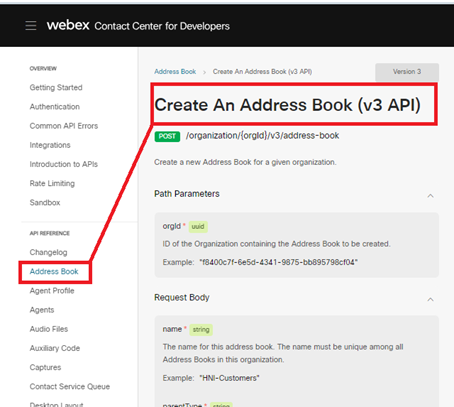 webex Contact Center for Developers
OVERVIEW
Getting Started
Authentication
Common API Errors
Integrations
Introduction to APIs
Rate Limiting
Sandbox
API REFERENCE
Changelog
Address Book
Agent Profile
Agents
Audio Files
Auxiliary Code
Captures
Contact Service Queue
Desktop Layout
Address Book > Create An Address Book (v3 API)
Version 3
Create An Address Book (v3 API)
POST /organization/{orgId}/v3/address-book
Create a new Address Book for a given organization.
Path Parameters
orgId * uuid
ID of the Organization containing the Address Book to be created.
Example: "f8400c7f-6e5d-4341-9875-bb895798cf04"
Request Body
name * string
The name for this address book. The name must be unique among all
Address Books in this organization.
Example: "HNI-Customers"
parentType * string